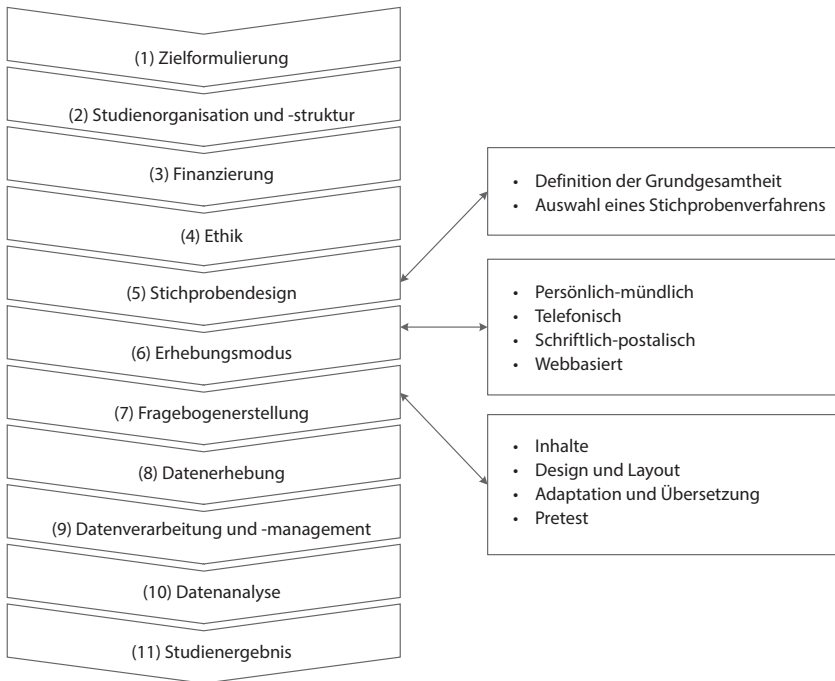 (1) Zielformulierung
(2) Studienorganisation und -struktur
(3) Finanzierung
(4) Ethik
(5) Stichprobendesign
(6) Erhebungsmodus
(7) Fragebogenerstellung
(8) Datenerhebung
(9) Datenverarbeitung und -management
(10) Datenanalyse
(11) Studienergebnis
• Definition der Grundgesamtheit
• Auswahl eines Stichprobenverfahrens
• Persönlich-mündlich
• Telefonisch
• Schriftlich-postalisch
• Webbasiert
• Inhalte
• Design und Layout
• Adaptation und Übersetzung
• Pretest